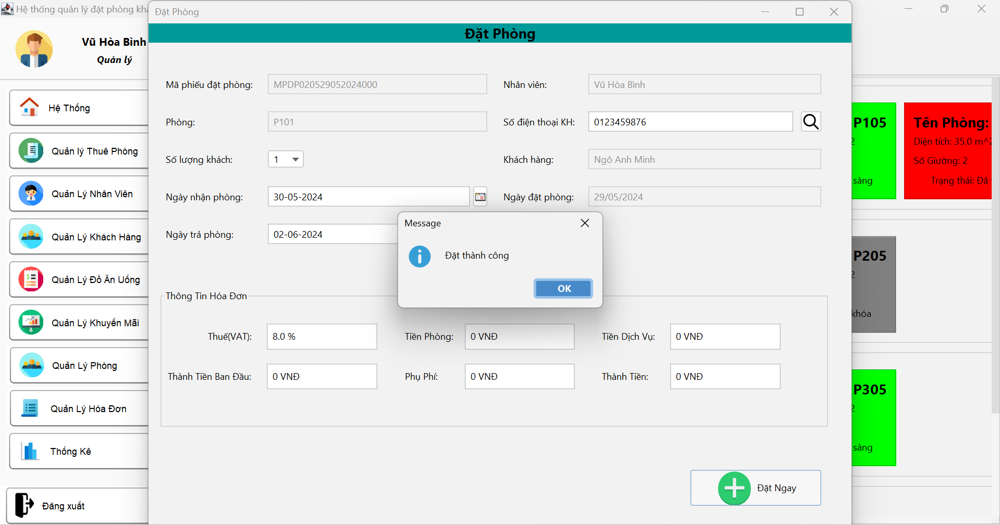 Hệ thống quản lý đặt phòng
Vũ Hòa Bình
Quản lý
Hệ Thống
Quản lý Thuê Phòng
Quản Lý Nhân Viên
Quản Lý Khách Hàng
Quản Lý Đồ Ăn Uống
Quản Lý Khuyến Mãi
Quản Lý Phòng
Quản Lý Hóa Đơn
Thống Kê
Đăng xuất
Đặt Phòng
Đặt Phòng
Mã phiếu đặt phòng: MPDP020529052024000
Nhân viên: Vũ Hòa Bình
Phòng: P101
Số điện thoại KH: 0123459876
Số lượng khách: 1
Khách hàng: Ngô Anh Minh
Ngày nhận phòng: 30-05-2024
Ngày đặt phòng: 29/05/2024
Ngày trả phòng: 02-06-2024
Message
Đặt thành công
OK
Thông Tin Hóa Đơn
Thuế(VAT): 8.0 %
Tiền Phòng: 0 VNĐ
Tiền Dịch Vụ: 0 VNĐ
Thành Tiền Ban Đầu: 0 VNĐ
Phụ Phí: 0 VNĐ
Thành Tiền: 0 VNĐ
Đặt Ngay
P105
2
sàng
Tên Phòng:
Diện tích: 35.0 m^2
Số Giường: 2
Trạng thái: Đã
P205
2
khóa
P305
2
sàng